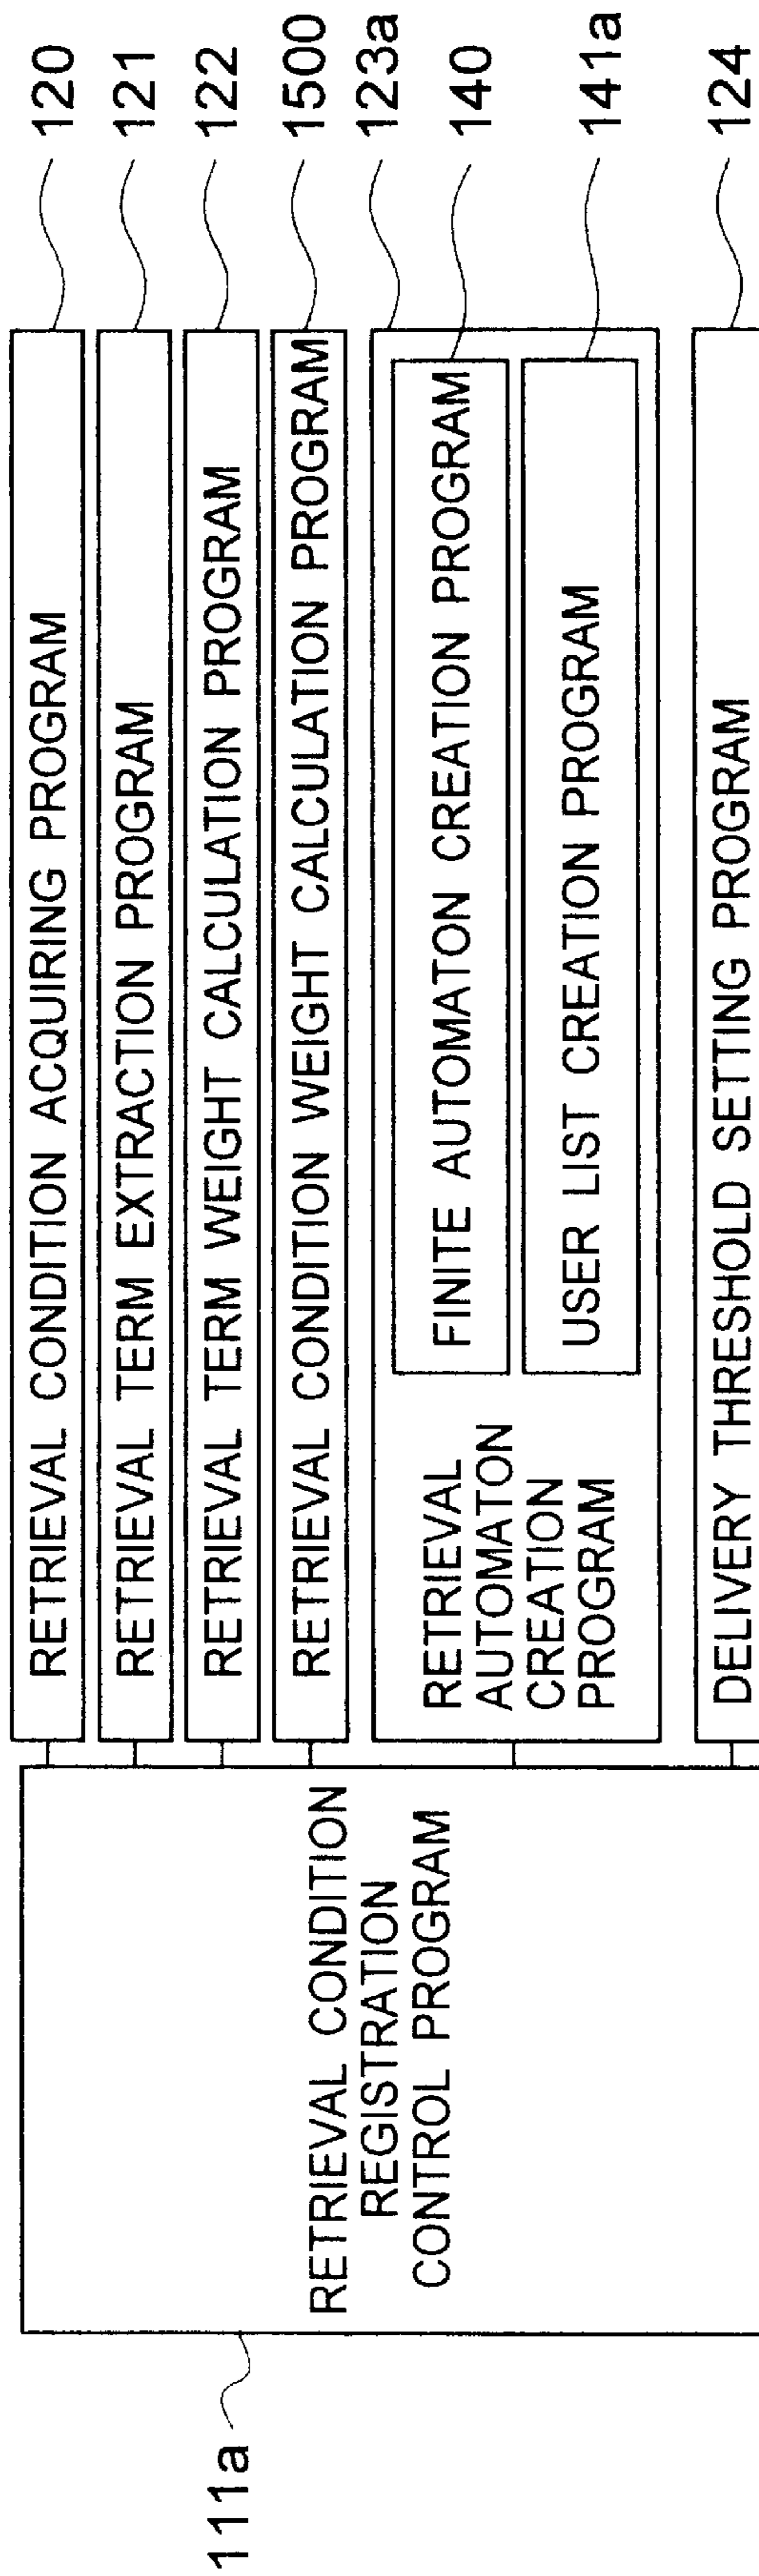 111a
RETRIEVAL CONDITION
REGISTRATION
CONTROL PROGRAM
RETRIEVAL CONDITION ACQUIRING PROGRAM
120
RETRIEVAL TERM EXTRACTION PROGRAM
121
RETRIEVAL TERM WEIGHT CALCULATION PROGRAM
122
RETRIEVAL CONDITION WEIGHT CALCULATION PROGRAM
1500
RETRIEVAL
AUTOMATON
CREATION
PROGRAM
123a
FINITE AUTOMATON CREATION PROGRAM
140
USER LIST CREATION PROGRAM
141a
DELIVERY THRESHOLD SETTING PROGRAM
124